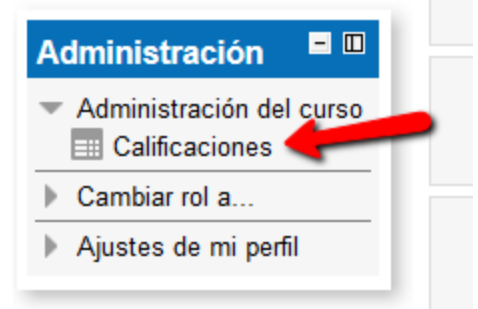 Administración
Administración del curso
Calificaciones
Cambiar rol a...
Ajustes de mi perfil